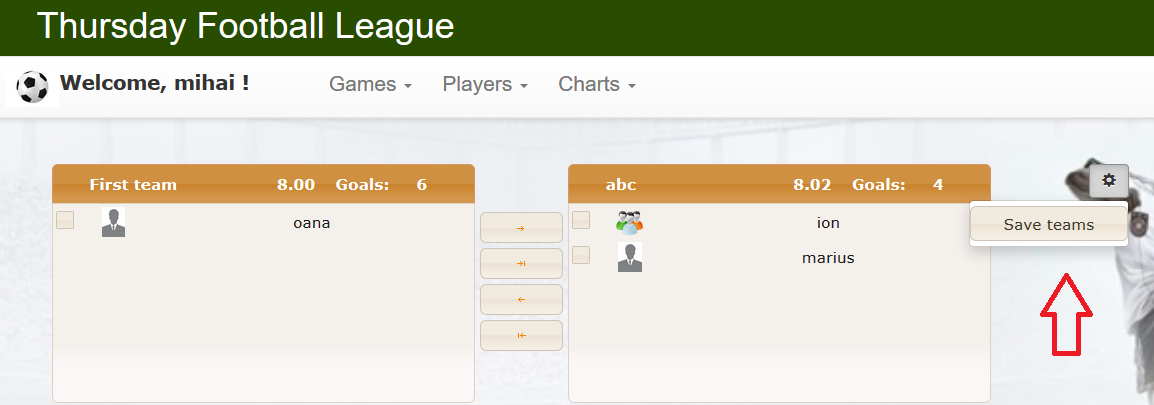 Thursday Football League
Welcome, mihai !
Games Players Charts
First team 8.00 Goals: 6
abc 8.02 Goals: 4
oana
ion
Save teams
marius